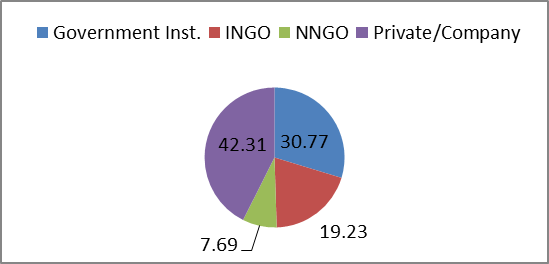 Government Inst. INGO NNGO Private/Company
42.31 30.77
19.23
7.69